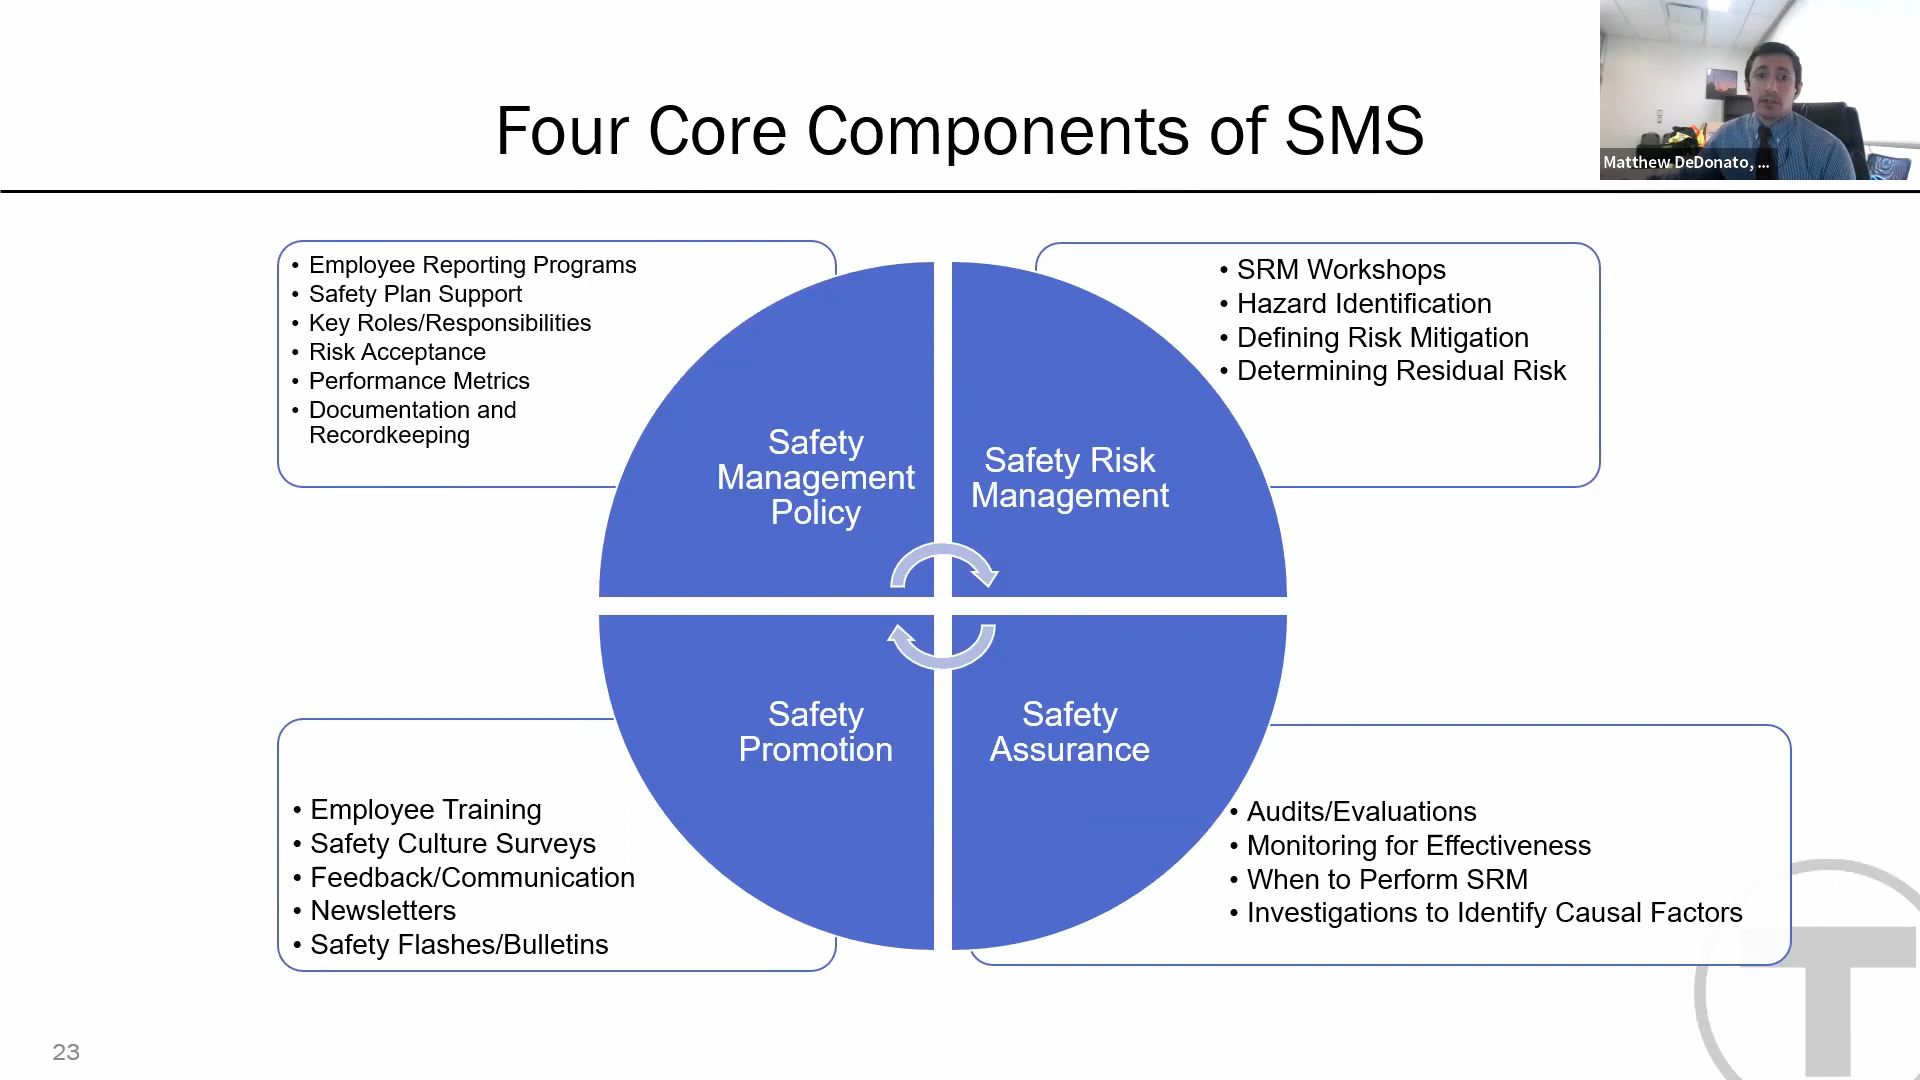 Four Core Components of SMS
Matthew DeDonato, ...
• Employee Reporting Programs
• Safety Plan Support
• Key Roles/Responsibilities
• Risk Acceptance
• Performance Metrics
• Documentation and
Recordkeeping
• SRM Workshops
• Hazard Identification
• Defining Risk Mitigation
• Determining Residual Risk
Safety
Management
Policy
Safety Risk
Management
Safety
Promotion
Safety
Assurance
• Employee Training
• Safety Culture Surveys
• Feedback/Communication
• Newsletters
• Safety Flashes/Bulletins
• Audits/Evaluations
• Monitoring for Effectiveness
• When to Perform SRM
• Investigations to Identify Causal Factors
T
23